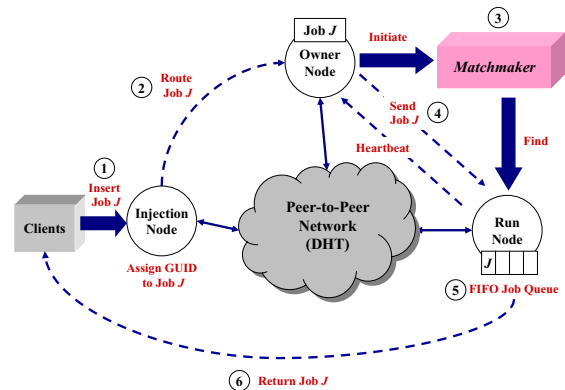 Job J
Owner
Node
Initiate
3
Matchmaker
2
Route
Job J
Send
Job J
4
Heartbeat
Find
1
Insert
Job J
Clients
Injection
Node
Assign GUID
to Job J
Peer-to-Peer
Network
(DHT)
Run
Node
J
5
FIFO Job Queue
6
Return Job J